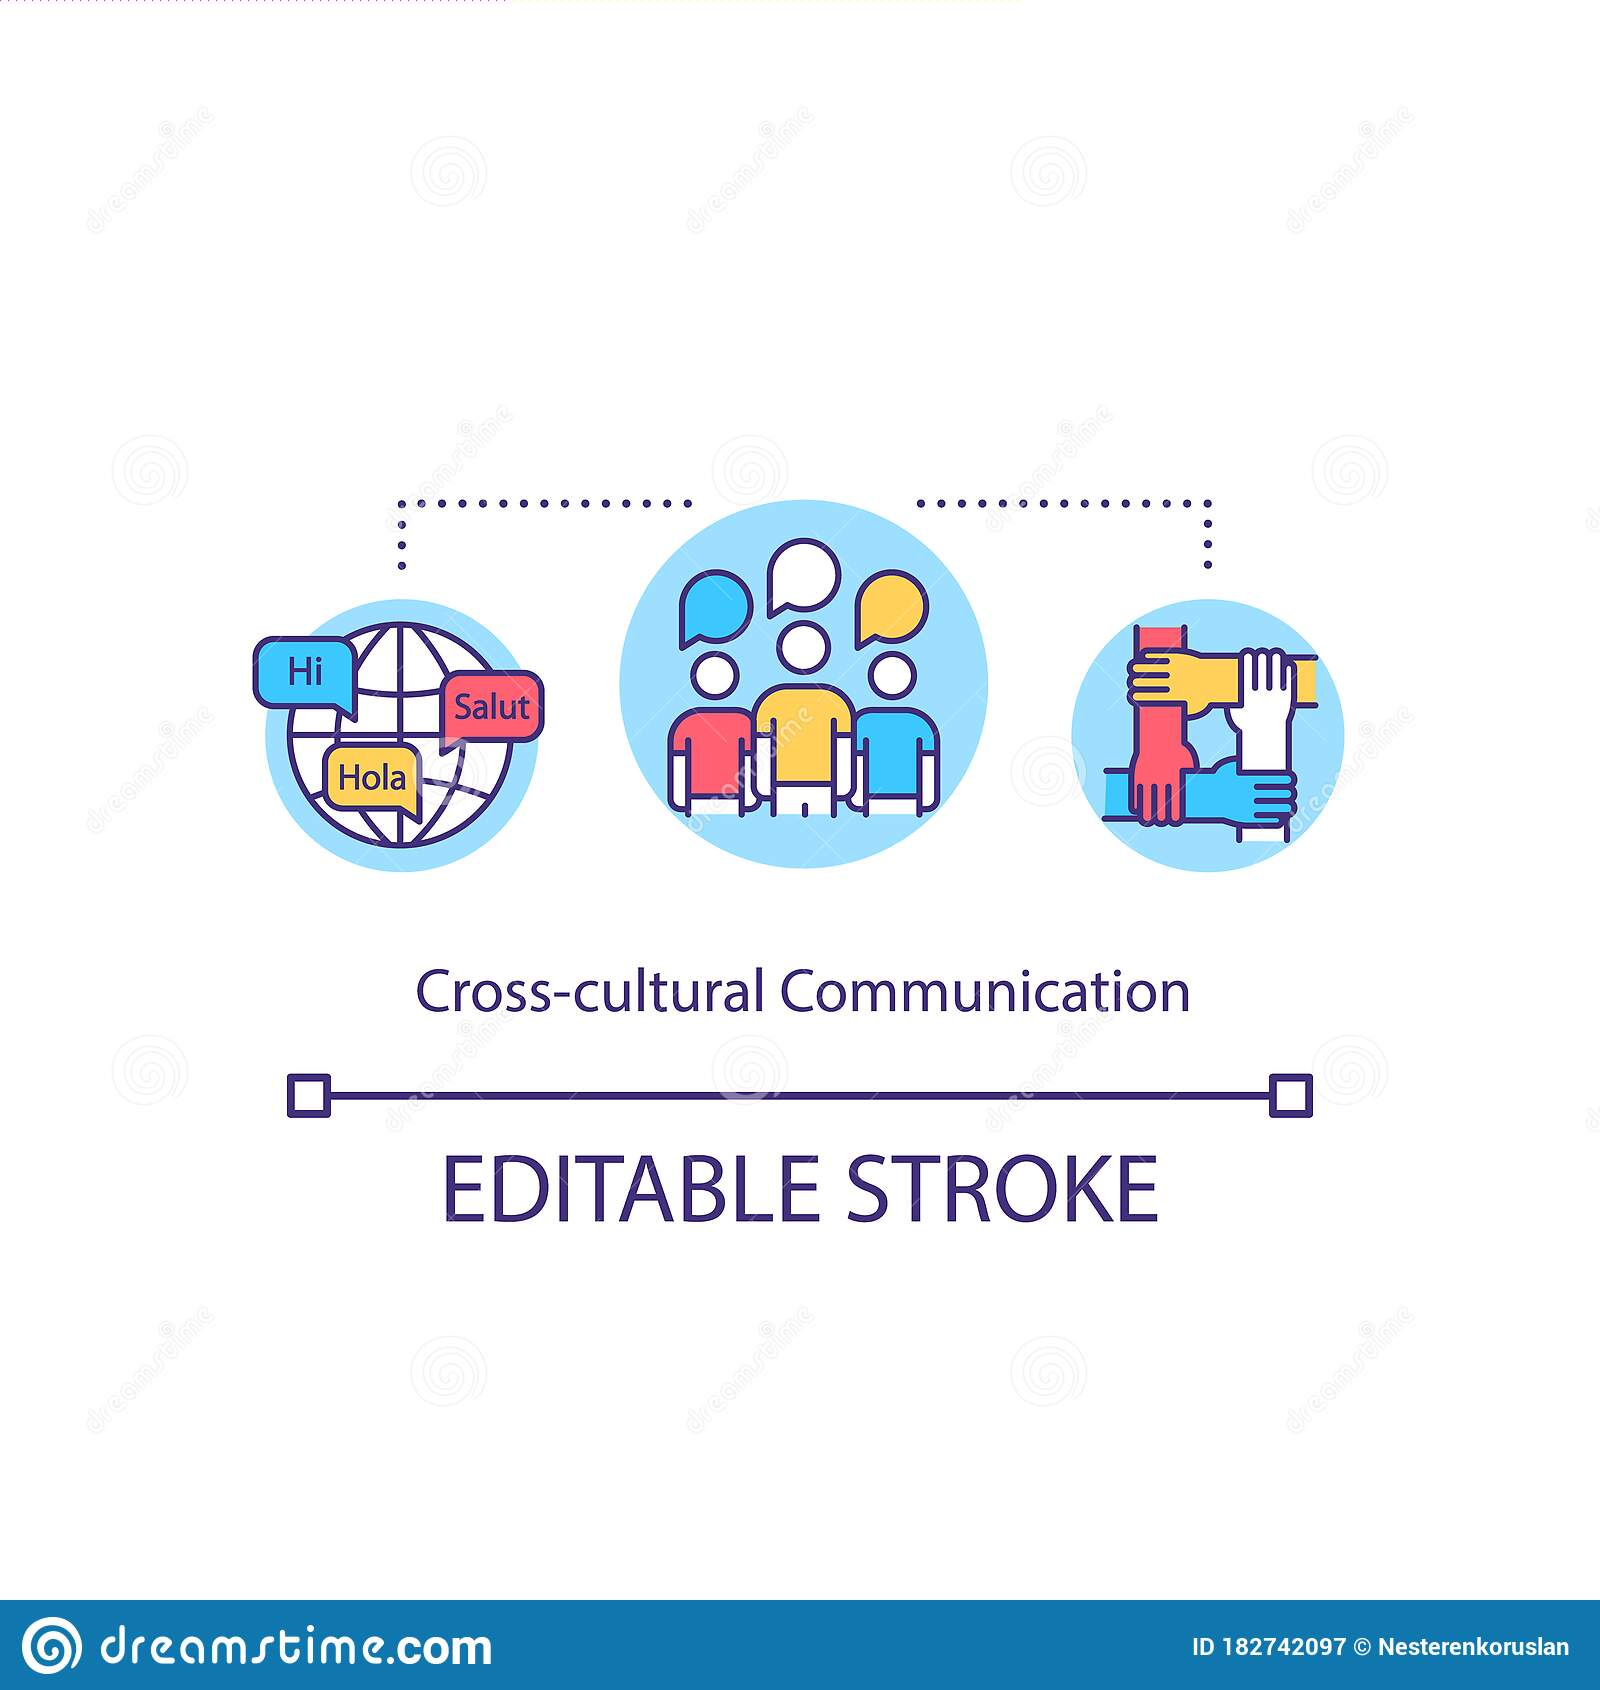 Hi
Salut
Hola
Cross-cultural Communication
EDITABLE STROKE
dreamstime.com
ID 182742097 © Nesterenkoruslan